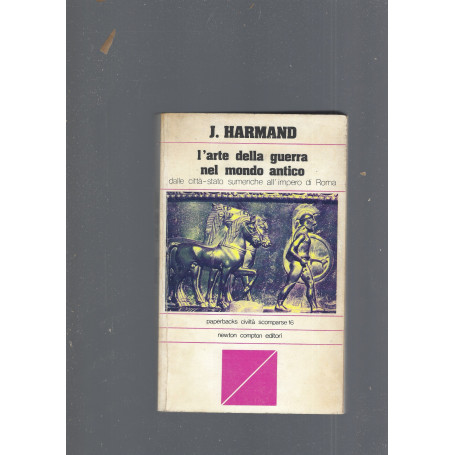 J. HARMAND
l'arte della guerra
nel mondo antico
dalle città-stato sumeriche all'impero di Roma
paperbacks civiltà scomparse 16
newton compton editori